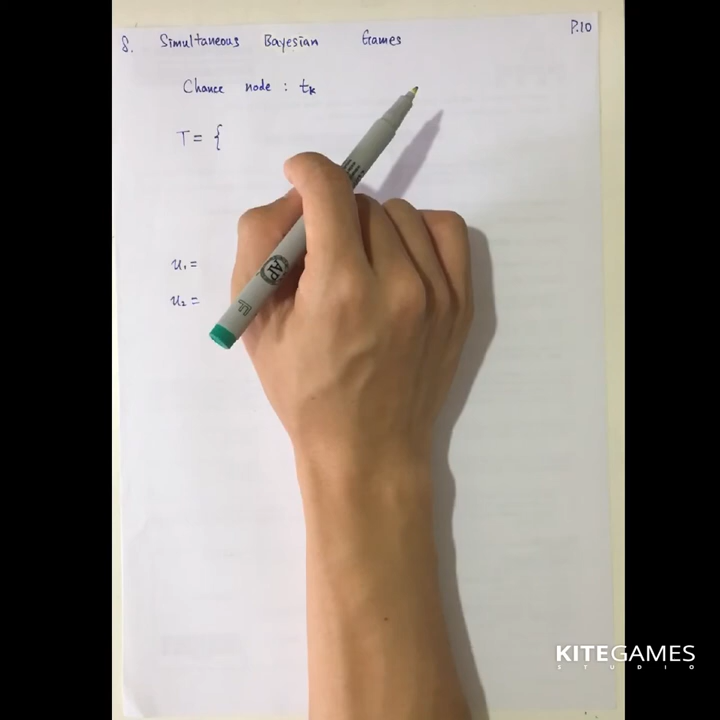 8. Simultaneous Bayesian Games
P.10
Chance node : tk
T = {
u₁ =
u₂ =
KITEGAMES
STUDIO